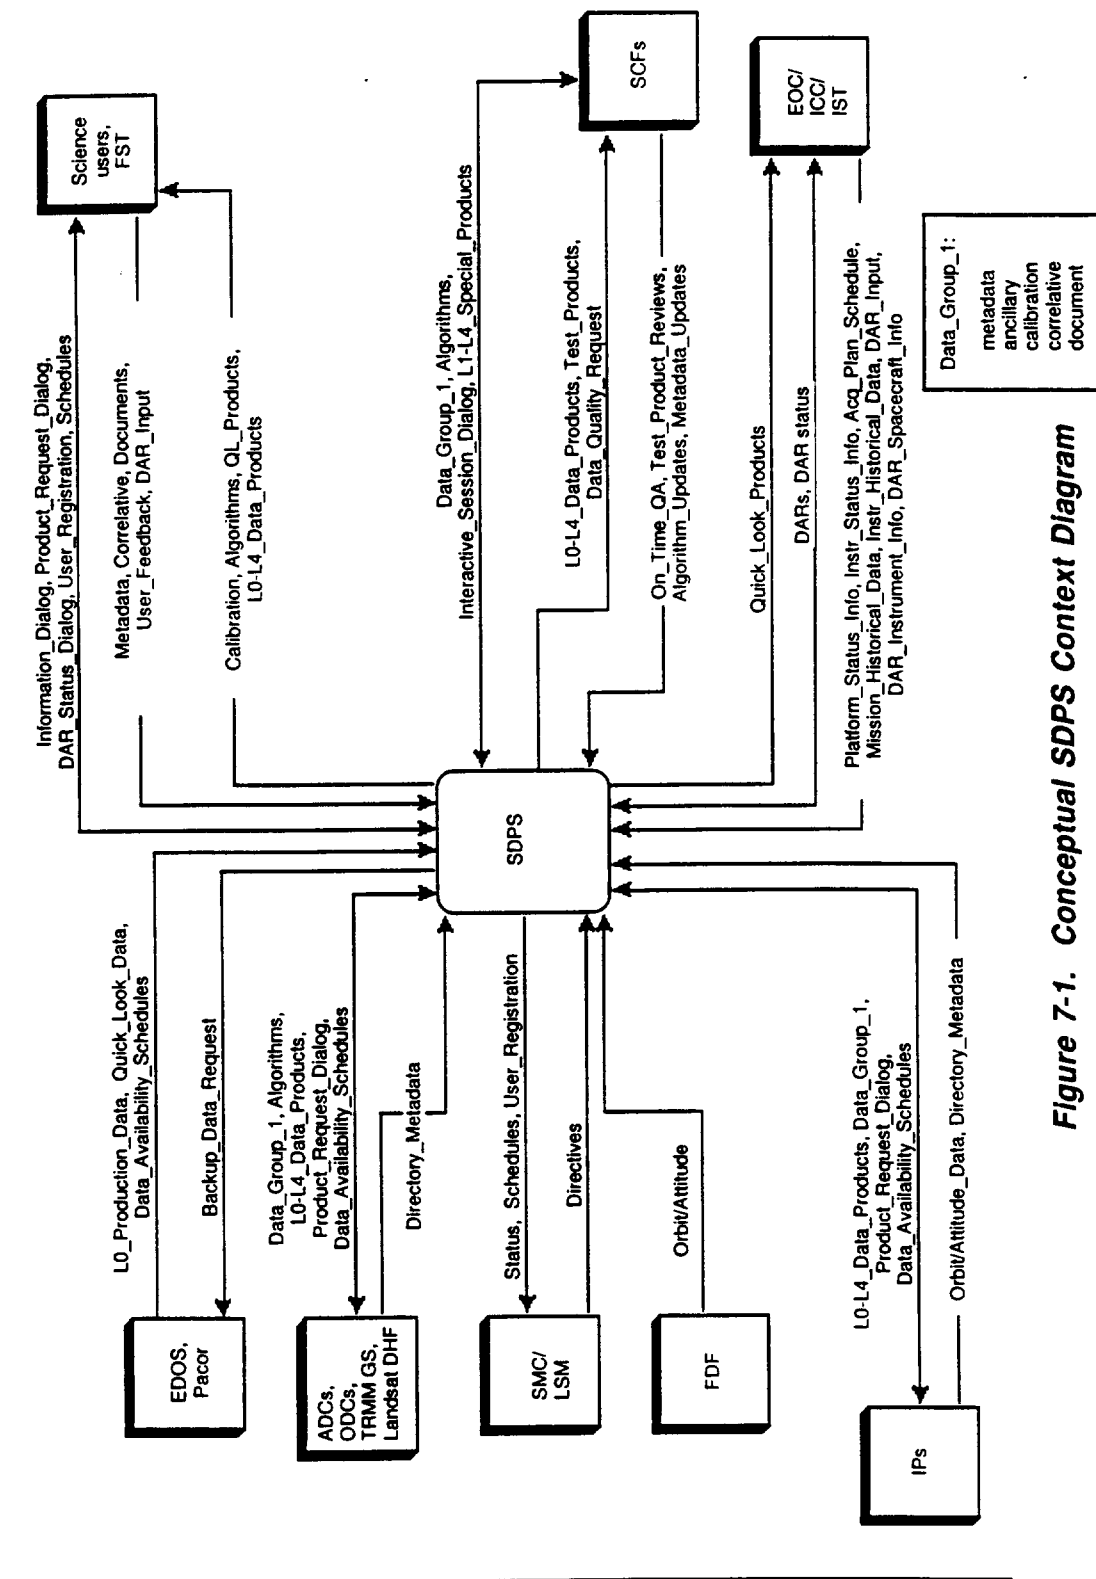 EDOS,
Pacor
L0_Production_Data, Quick_Look_Data,
Data_Availability_Schedules
Backup_Data_Request
ADCs,
ODCs,
TRMM GS,
Landsat DHF
Data_Group_1, Algorithms,
L0-L4_Data_Products,
Product_Request_Dialog,
Data_Availability_Schedules
Directory_Metadata
SMC/
LSM
Status, Schedules, User_Registration
Directives
FDF
Orbit/Attitude
IPs
L0-L4_Data_Products, Data_Group_1,
Product_Request_Dialog,
Data_Availability_Schedules
Orbit/Attitude_Data, Directory_Metadata
SDPS
Information_Dialog, Product_Request_Dialog,
DAR_Status_Dialog, User_Registration, Schedules
Metadata, Correlative, Documents,
User_Feedback, DAR_Input
Calibration, Algorithms, QL_Products,
L0-L4_Data_Products
Science
users,
FST
Data_Group_1, Algorithms,
Interactive_Session_Dialog, L1-L4_Special_Products
L0-L4_Data_Products, Test_Products,
Data_Quality_Request
On_Time_QA, Test_Product_Reviews,
Algorithm_Updates, Metadata_Updates
SCFs
Quick_Look_Products
DARs, DAR status
Platform_Status_Info, Instr_Status_Info, Acq_Plan_Schedule,
Mission_Historical_Data, Instr_Historical_Data, DAR_Input,
DAR_Instrument_Info, DAR_Spacecraft_Info
EOC/
ICC/
IST
Data_Group_1:
metadata
ancillary
calibration
correlative
document
Figure 7-1. Conceptual SDPS Context Diagram